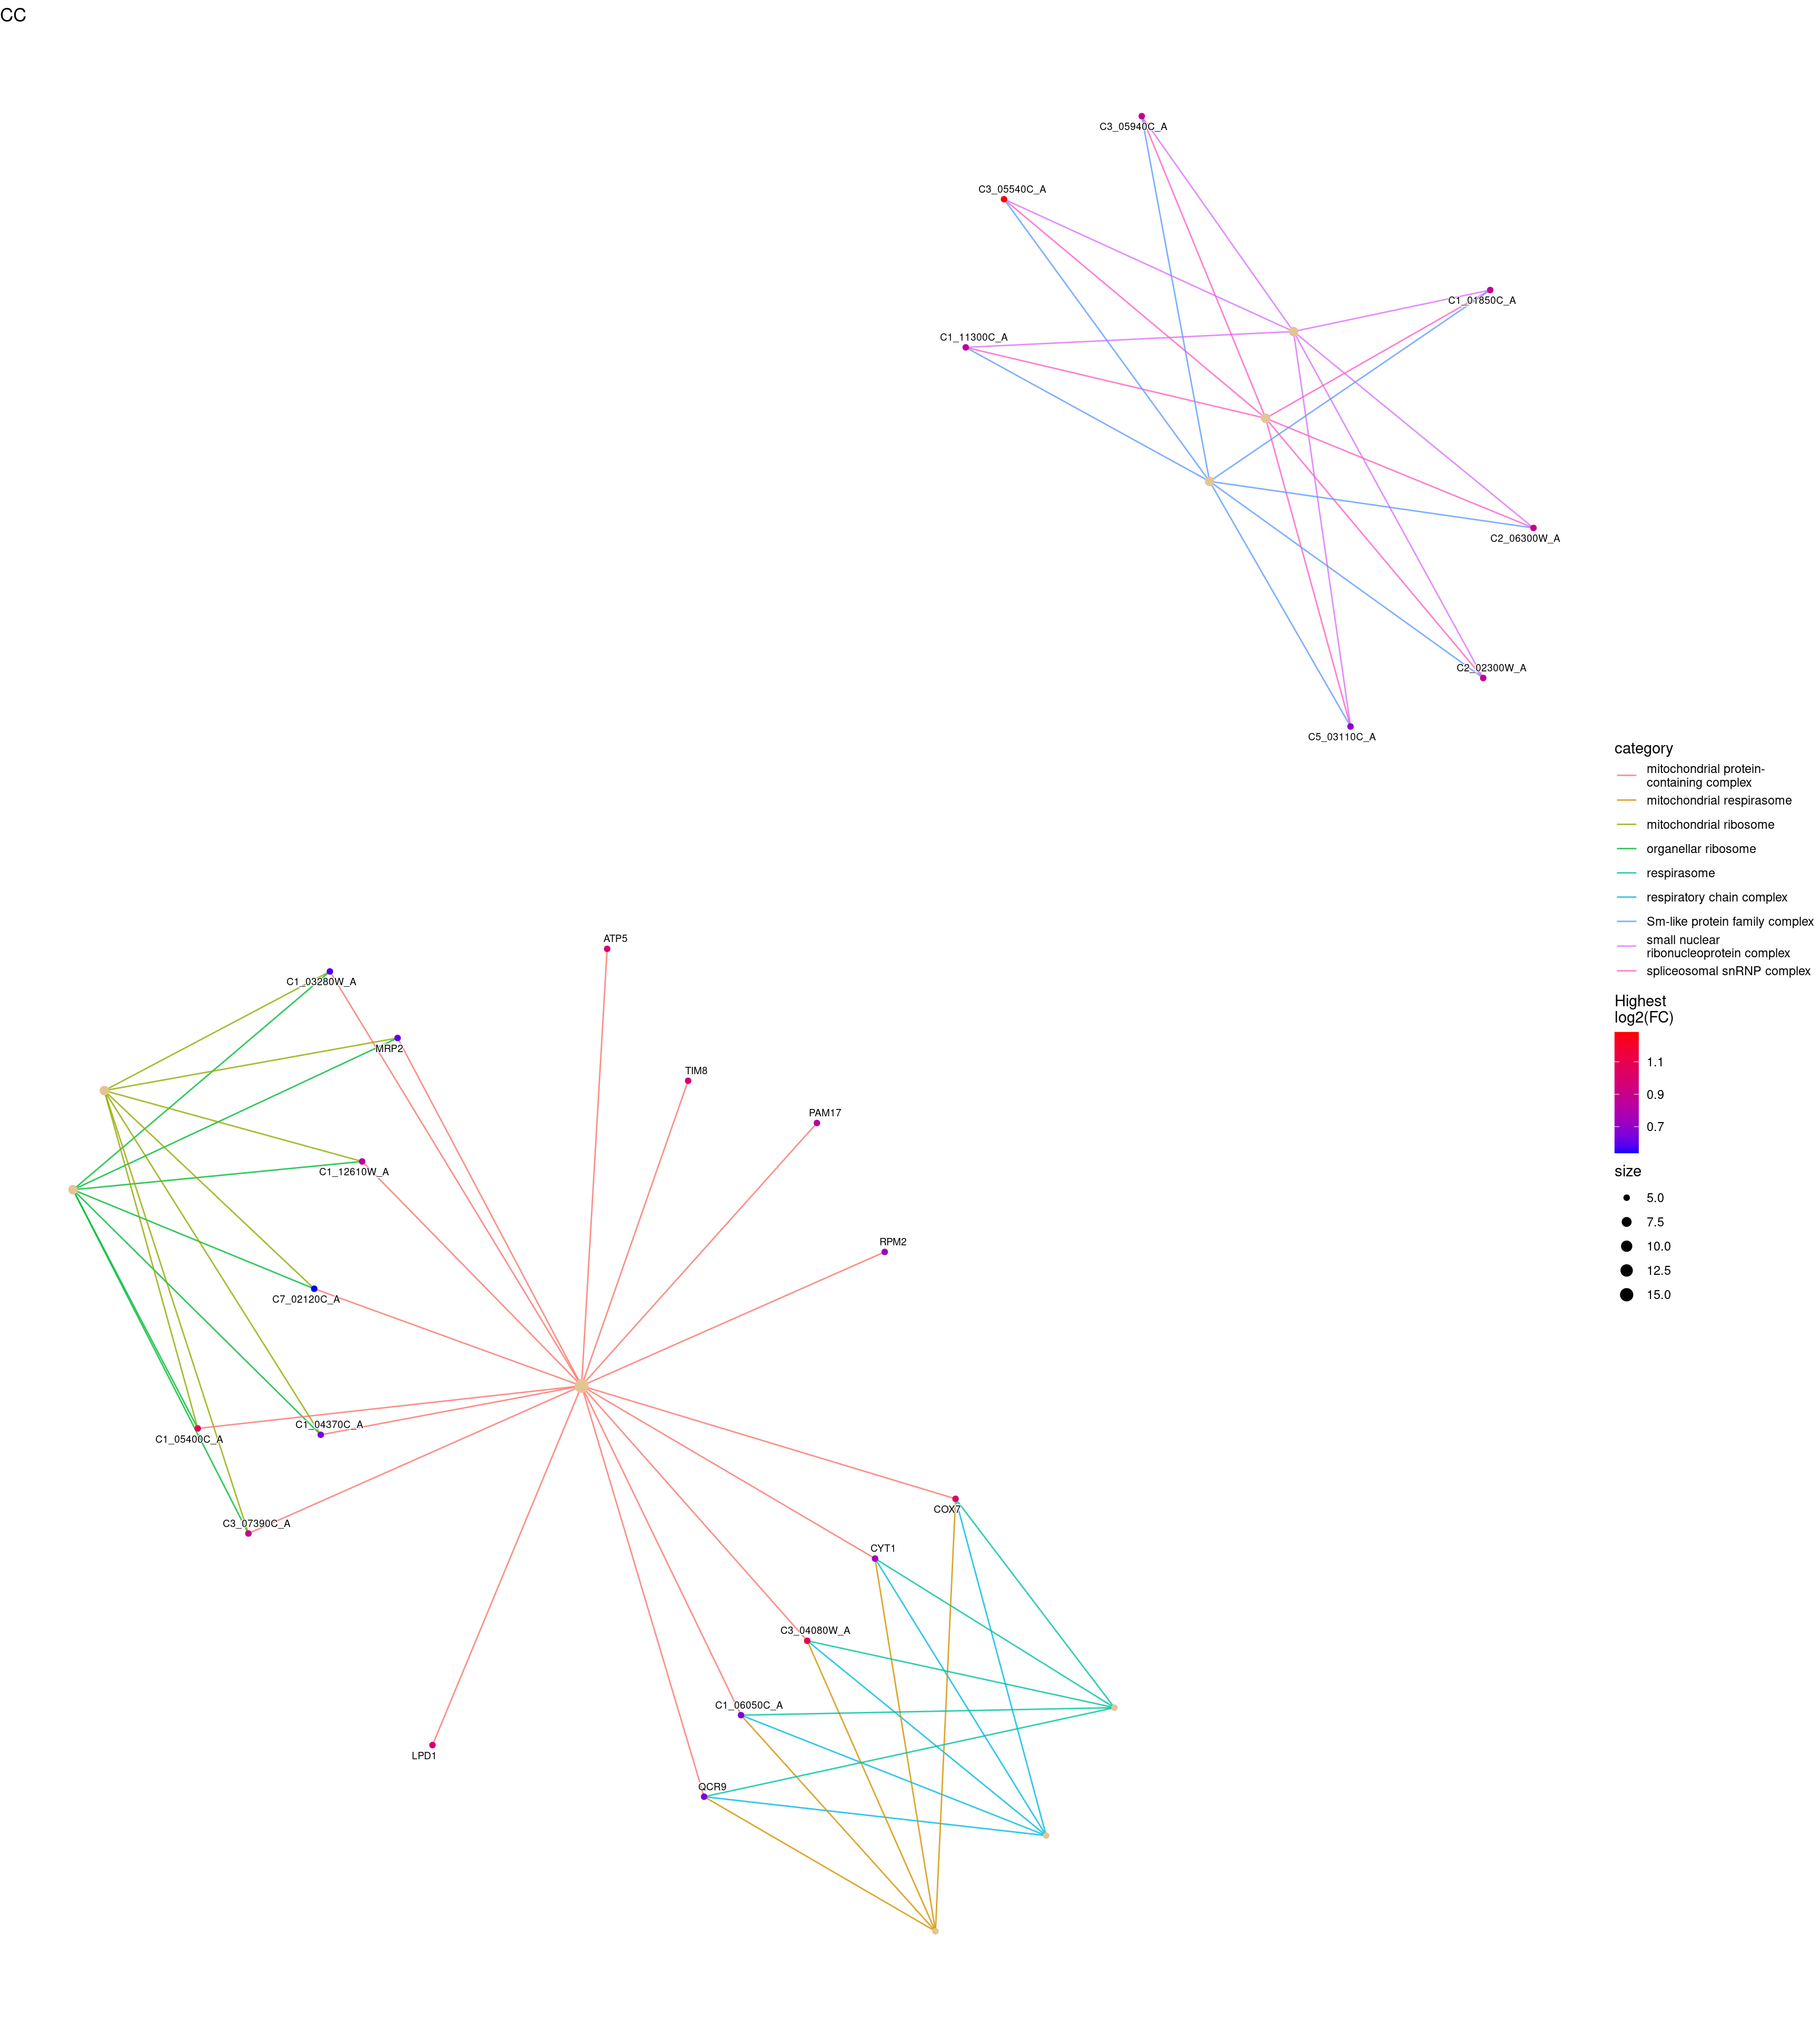 CC
C3_05940C_A
C3_05540C_A
C1_01850C_A
C1_11300C_A
C2_06300W_A
C2_02300W_A
C5_03110C_A
category
mitochondrial protein-
containing complex
mitochondrial respirasome
mitochondrial ribosome
organellar ribosome
respirasome
respiratory chain complex
Sm-like protein family complex
small nuclear
ribonucleoprotein complex
spliceosomal snRNP complex
Highest
log2(FC)
1.1
0.9
0.7
size
5.0
7.5
10.0
12.5
15.0
ATP5
C1_03280W_A
MRP2
TIM8
PAM17
C1_12610W_A
RPM2
C7_02120C_A
C1_04370C_A
C1_05400C_A
C3_07390C_A
COX7
CYT1
C3_04080W_A
C1_06050C_A
LPD1
QCR9